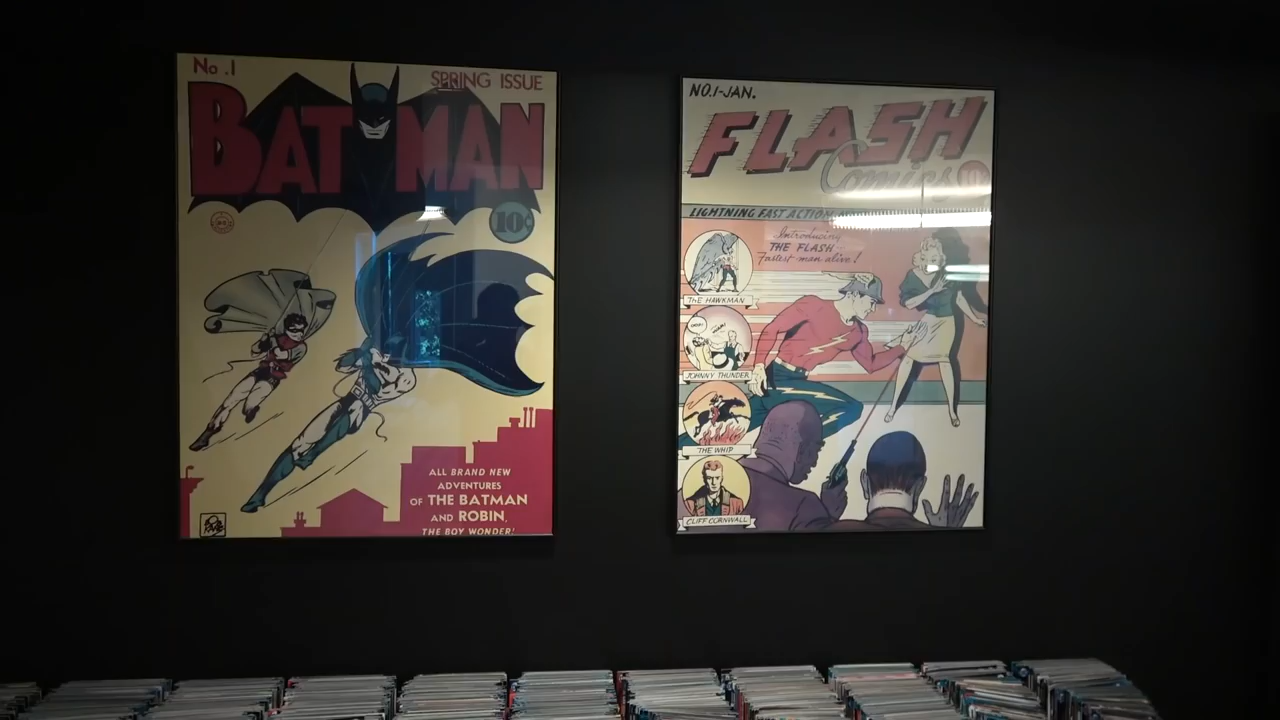 No.1
SPRING ISSUE
BATMAN
10¢
ALL BRAND NEW
ADVENTURES
OF THE BATMAN
AND ROBIN,
THE BOY WONDER!
NO.1-JAN.
FLASH
Comics
10
LIGHTNING FAST ACTION
Introducing
THE FLASH-
Fastest man alive!
THE HAWKMAN
JOHNNY THUNDER
THE WHIP
CLIFF CORNWALL